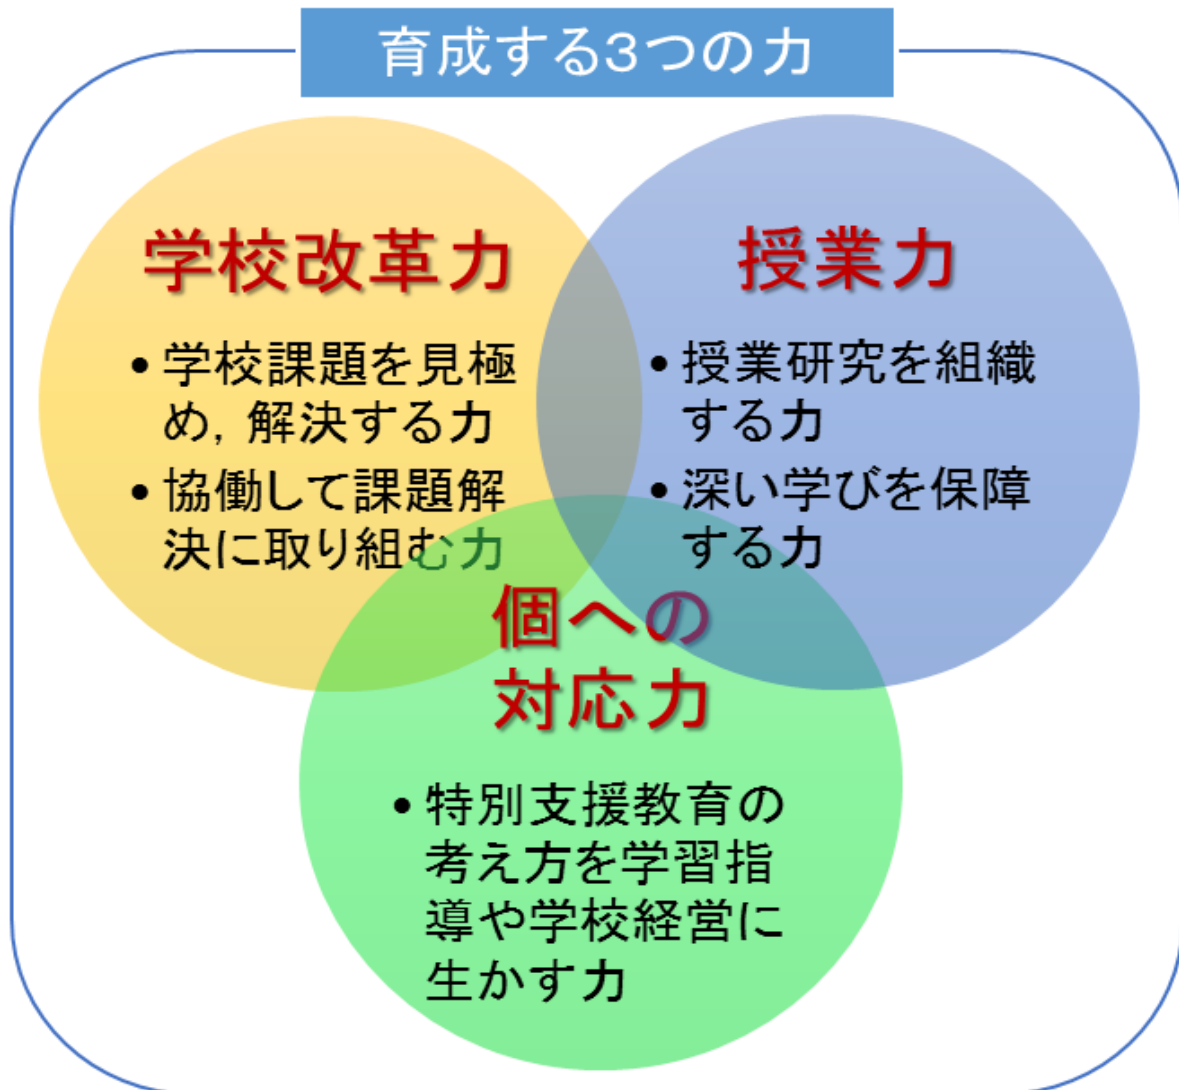 育成する3つの力
学校改革力
• 学校課題を見極
め，解決する力
• 協働して課題解
決に取り組む力
授業力
• 授業研究を組織
する力
• 深い学びを保障
する力
個への
対応力
• 特別支援教育の
考え方を学習指
導や学校経営に
生かす力